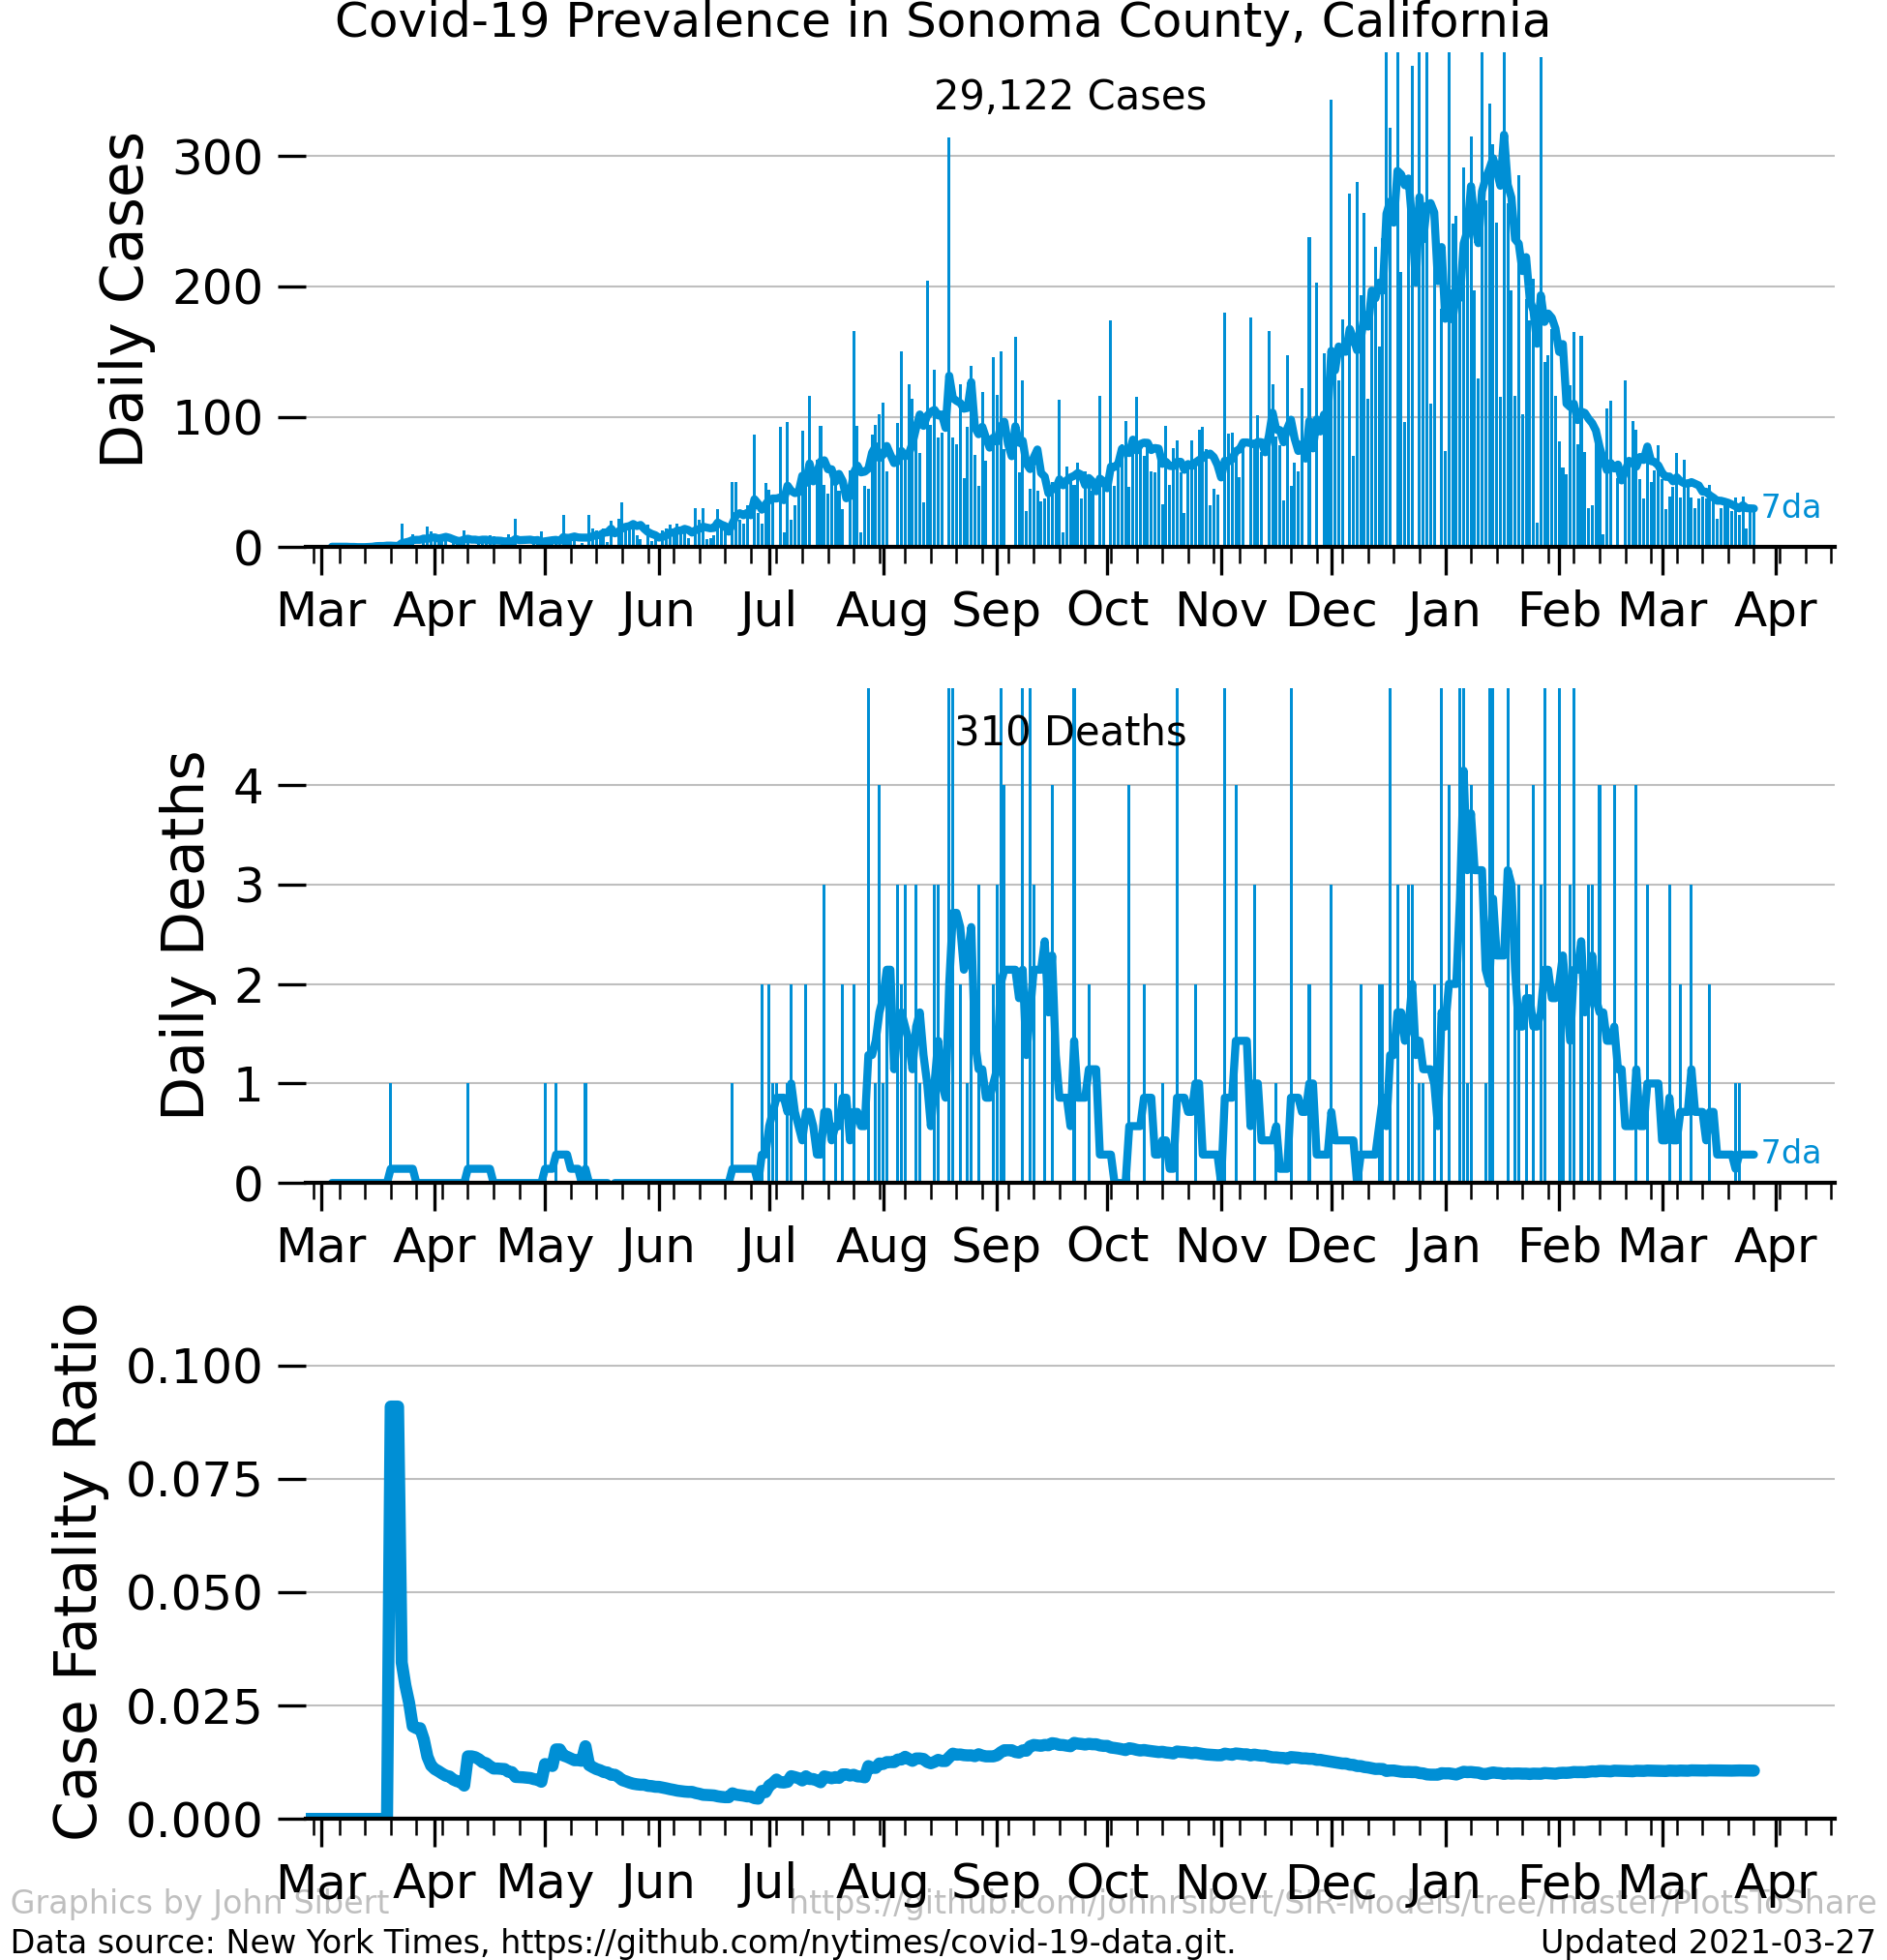 Covid-19 Prevalence in Sonoma County, California
29,122 Cases
Daily Cases
300
200
100
0
7da
Mar Apr May Jun Jul Aug Sep Oct Nov Dec Jan Feb Mar Apr
310 Deaths
Daily Deaths
4
3
2
1
0
7da
Mar Apr May Jun Jul Aug Sep Oct Nov Dec Jan Feb Mar Apr
Case Fatality Ratio
0.100
0.075
0.050
0.025
0.000
Mar Apr May Jun Jul Aug Sep Oct Nov Dec Jan Feb Mar Apr
Graphics by John Sibert https://github.com/johnrsibert/SIR-Models/tree/master/PlotsToShare
Data source: New York Times, https://github.com/nytimes/covid-19-data.git. Updated 2021-03-27